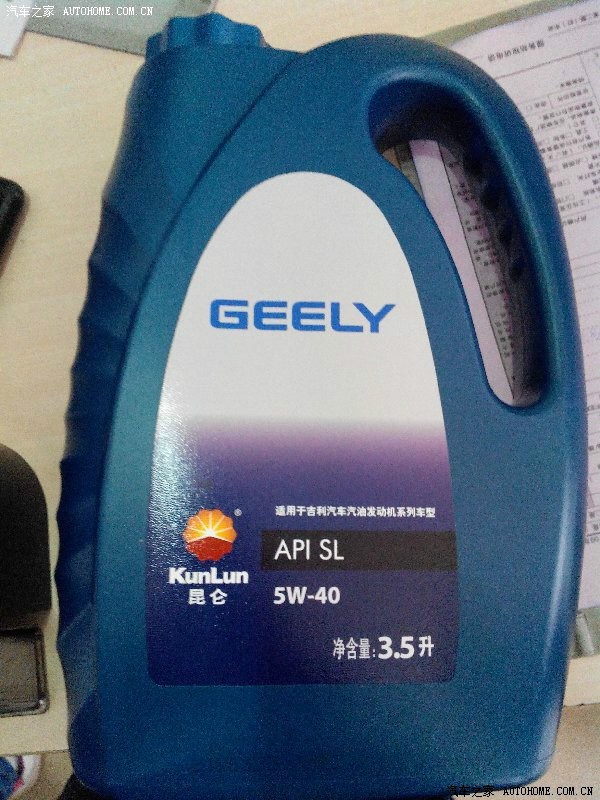 汽车之家 AUTOHOME.COM.CN
GEELY
适用于吉利汽车汽油发动机系列车型
®
API SL
KunLun
昆仑
5W-40
净含量:3.5升
汽车之家 AUTOHOME.COM.CN